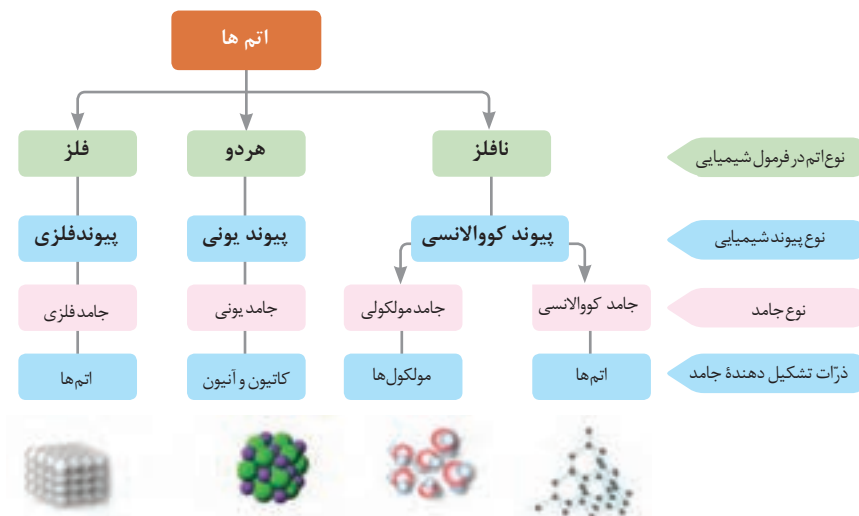 اتم ها
نوع اتم در فرمول شیمیایی
نافلز
هردو
فلز
نوع پیوند شیمیایی
پیوند کووالانسی
پیوند یونی
پیوندفلزی
نوع جامد
جامد کووالانسی
جامد مولکولی
جامد یونی
جامد فلزی
ذرّات تشکیل دهندهٔ جامد
اتم‌ها
مولکول‌ها
کاتیون و آنیون
اتم‌ها